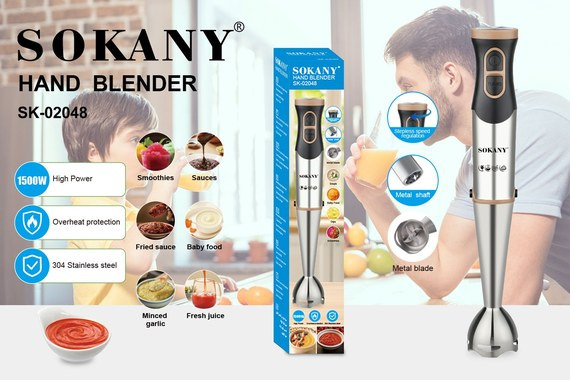 SOKANY®
HAND BLENDER
SK-02048
1500W
High Power
Overheat protection
304 Stainless steel
Smoothies
Sauces
Fried sauce
Baby food
Minced
garlic
Fresh juice
SOKANY
HAND BLENDER
SK-02048
SOKANY
Stepless speed
regulation
Metal shaft
Metal blade
SOKANY